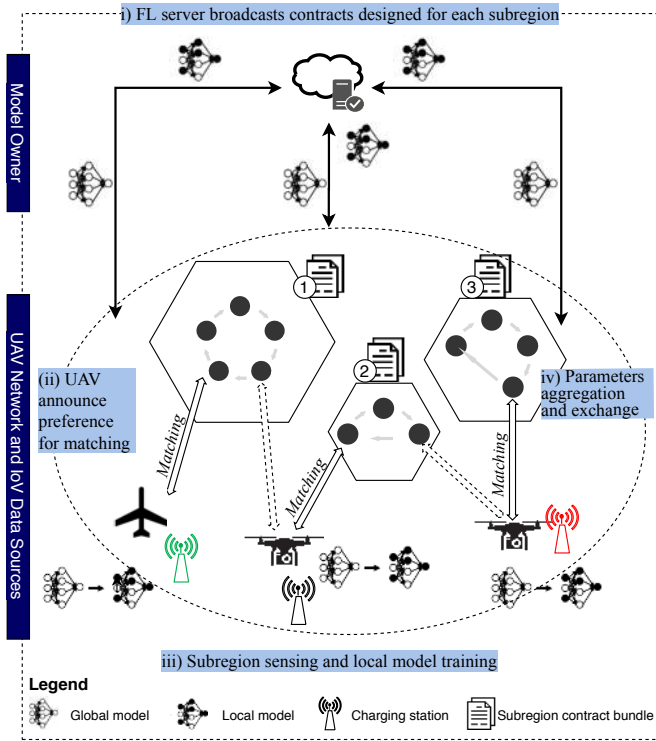 i) FL server broadcasts contracts designed for each subregion
Model Owner
1
3
2
(ii) UAV
announce
preference
for matching
iv) Parameters
aggregation
and exchange
Matching
Matching
Matching
UAV Network and IoV Data Sources
iii) Subregion sensing and local model training
Legend
Global model
Local model
Charging station
Subregion contract bundle